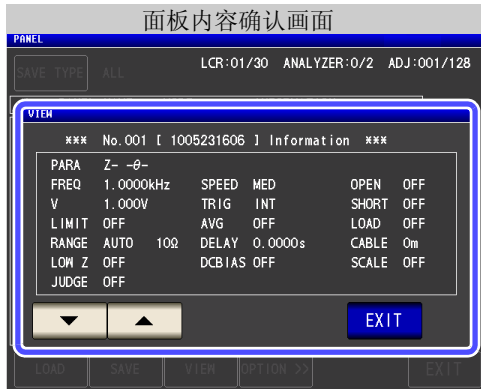 面板内容确认画面
PANEL
SAVE TYPE ALL LCR:01/30 ANALYZER:0/2 ADJ:001/128
VIEW
*** No.001 [ 1005231606 ] Information ***
PARA Z- -θ-
FREQ 1.0000kHz SPEED MED OPEN OFF
V 1.000V TRIG INT SHORT OFF
LIMIT OFF AVG OFF LOAD OFF
RANGE AUTO 10Ω DELAY 0.0000s CABLE 0m
LOW Z OFF DCBIAS OFF SCALE OFF
JUDGE OFF
EXIT
LOAD SAVE VIEW OPTION >> EXIT